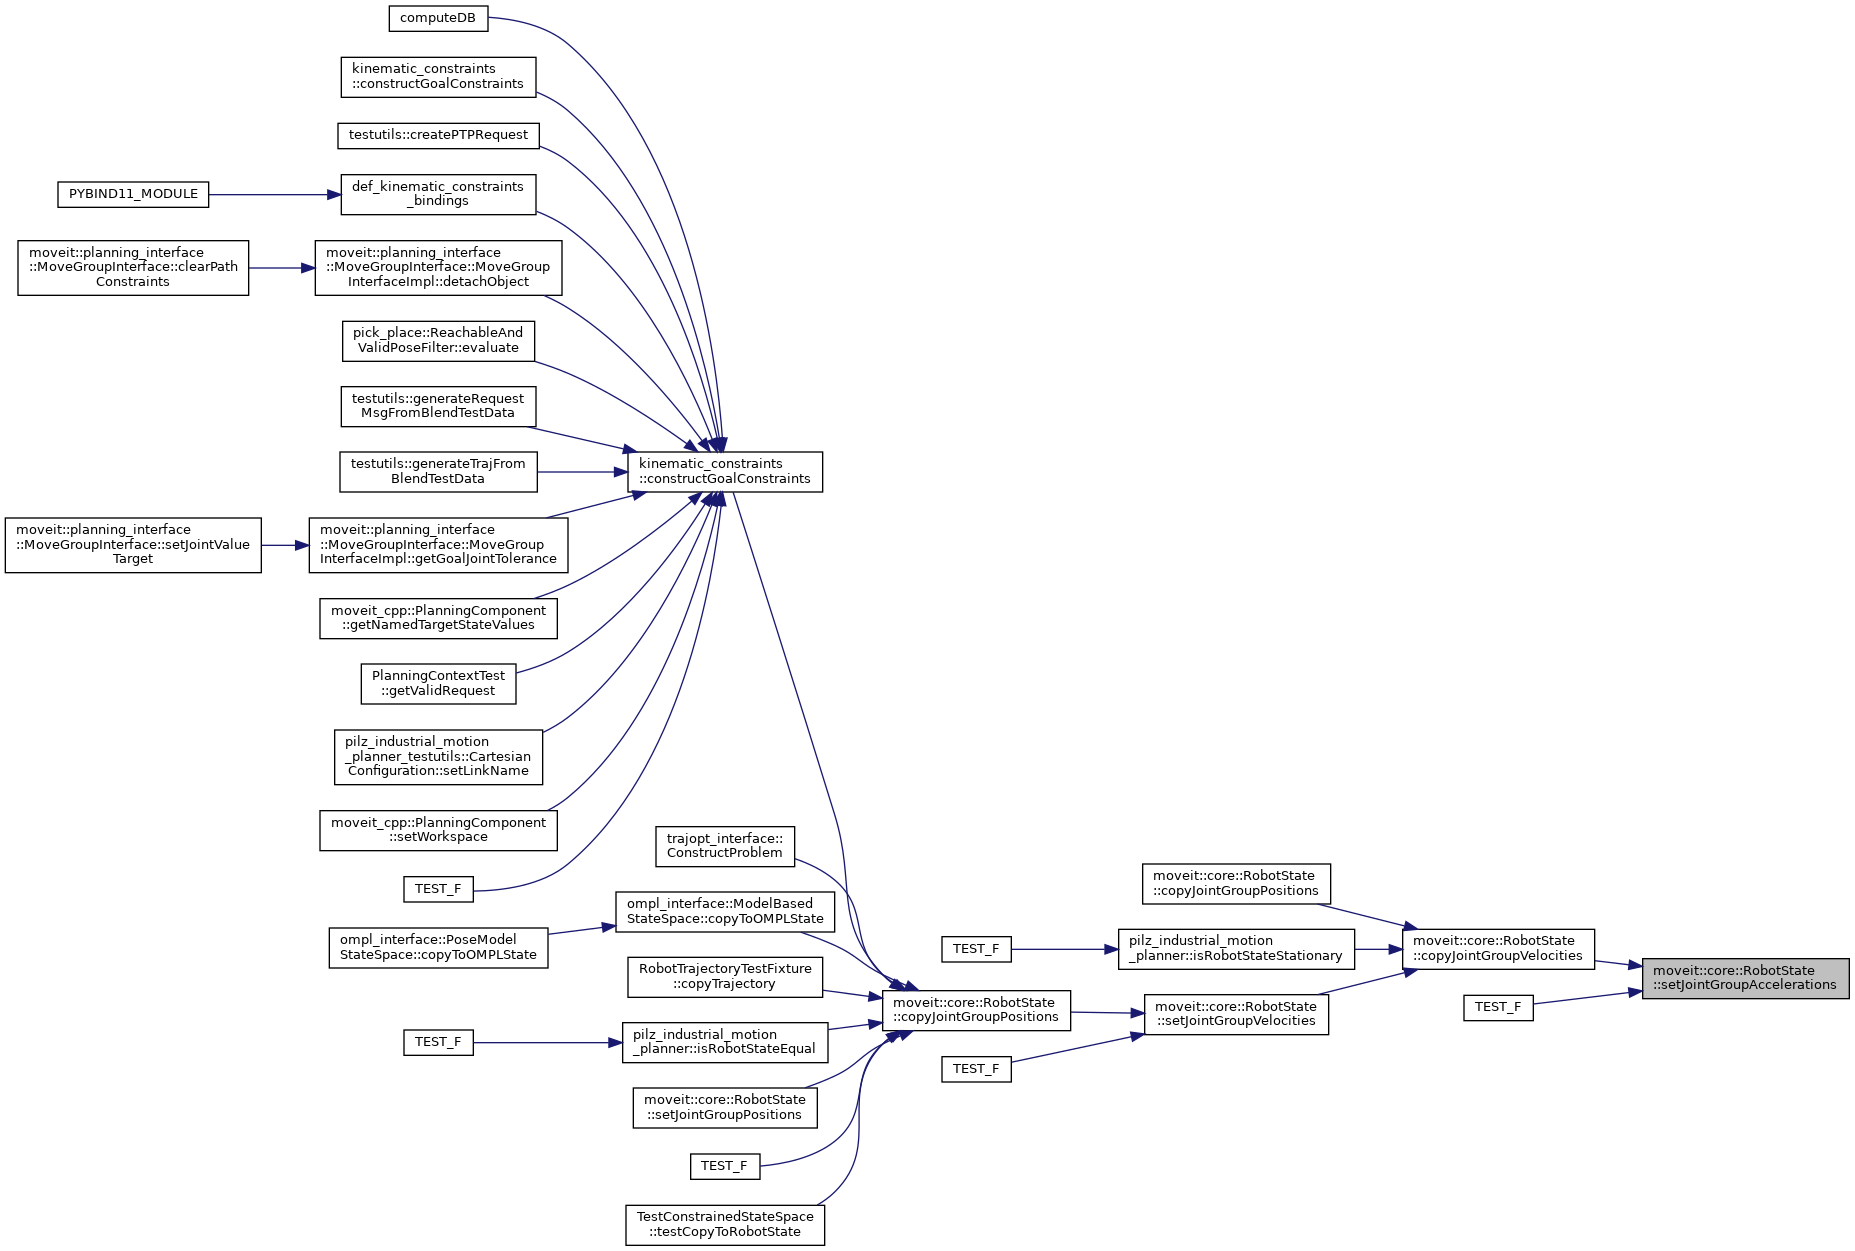 computeDB
kinematic_constraints
::constructGoalConstraints
testutils::createPTPRequest
PYBIND11_MODULE
def_kinematic_constraints
_bindings
moveit::planning_interface
::MoveGroupInterface::clearPath
Constraints
moveit::planning_interface
::MoveGroupInterface::MoveGroup
InterfaceImpl::detachObject
pick_place::ReachableAnd
ValidPoseFilter::evaluate
testutils::generateRequest
MsgFromBlendTestData
testutils::generateTrajFrom
BlendTestData
kinematic_constraints
::constructGoalConstraints
moveit::planning_interface
::MoveGroupInterface::setJointValue
Target
moveit::planning_interface
::MoveGroupInterface::MoveGroup
InterfaceImpl::getGoalJointTolerance
moveit_cpp::PlanningComponent
::getNamedTargetStateValues
PlanningContextTest
::getValidRequest
pilz_industrial_motion
_planner_testutils::Cartesian
Configuration::setLinkName
moveit_cpp::PlanningComponent
::setWorkspace
TEST_F
trajopt_interface::
ConstructProblem
ompl_interface::ModelBased
StateSpace::copyToOMPLState
ompl_interface::PoseModel
StateSpace::copyToOMPLState
RobotTrajectoryTestFixture
::copyTrajectory
TEST_F
pilz_industrial_motion
_planner::isRobotStateEqual
moveit::core::RobotState
::setJointGroupPositions
TEST_F
TestConstrainedStateSpace
::testCopyToRobotState
moveit::core::RobotState
::copyJointGroupPositions
TEST_F
TEST_F
moveit::core::RobotState
::copyJointGroupPositions
pilz_industrial_motion
_planner::isRobotStateStationary
moveit::core::RobotState
::setJointGroupVelocities
moveit::core::RobotState
::copyJointGroupVelocities
TEST_F
moveit::core::RobotState
::setJointGroupAccelerations